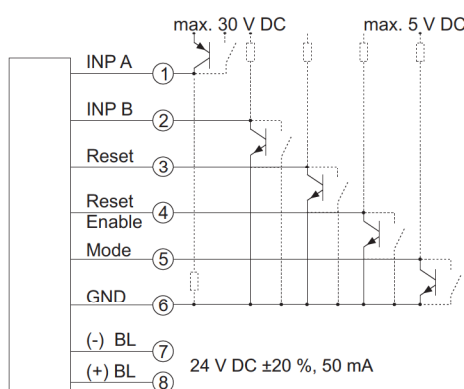 max. 30 V DC
max. 5 V DC
INP A
1
INP B
2
Reset
3
Reset
Enable
4
Mode
5
GND
6
(-) BL
7
24 V DC ±20 %, 50 mA
(+) BL
8